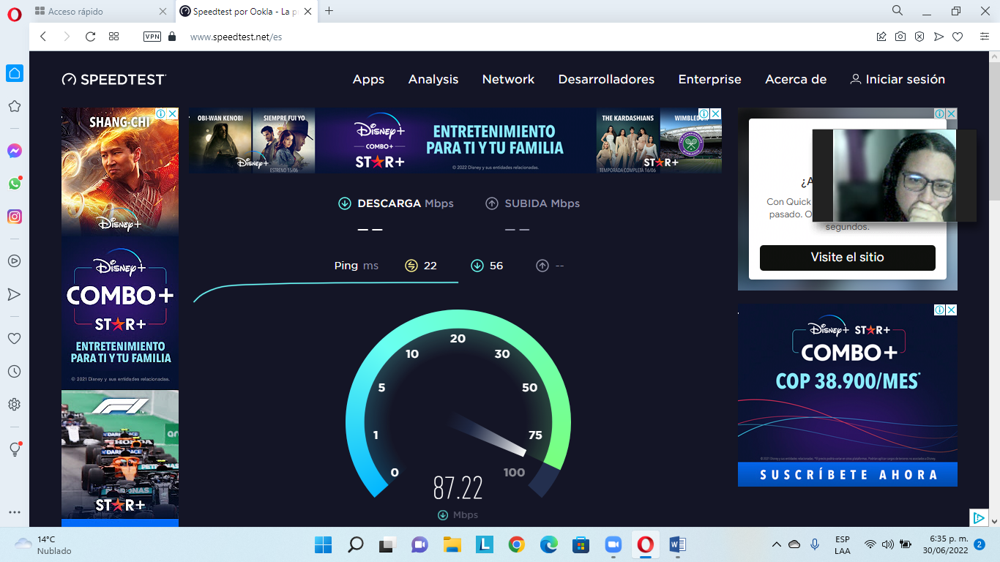 Acceso rápido
Speedtest por Ookla - La p
VPN
www.speedtest.net/es
SPEEDTEST
Apps
Analysis
Network
Desarrolladores
Enterprise
Acerca de
Iniciar sesión
SHANG-CHI
Disney+
Disney+
COMBO+
STAR+
ENTRETENIMIENTO
PARA TI Y TU FAMILIA
© 2021 Disney y sus entidades relacionadas.
F1
STAR+
OBI-WAN KENOBI
SIEMPRE FUI YO
Disney+
ESTRENO 15/06
Disney+
COMBO+
STAR+
ENTRETENIMIENTO
PARA TI Y TU FAMILIA
© 2022 Disney y sus entidades relacionadas.
THE KARDASHIANS
WIMBLEDON
STAR+
TEMPORADA COMPLETA 16/06
DESCARGA Mbps
SUBIDA Mbps
Ping ms
22
56
--
0
1
5
10
20
30
50
75
100
87.22
Mbps
¿A
Con Quick
pasado. O
segundos.
Visite el sitio
Disney+ STAR+
COMBO+
COP 38.900/MES*
SUSCRÍBETE AHORA
14°C
Nublado
ESP
LAA
6:35 p. m.
30/06/2022
2